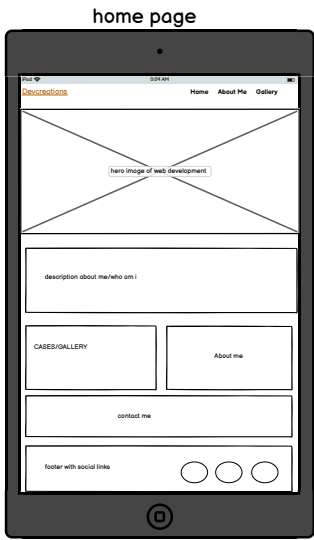 home page
iPad 0:09 AM
Devcreations Home About Me Gallery
hero image of web development
description about me/who am i
CASES/GALLERY
About me
contact me
footer with social links